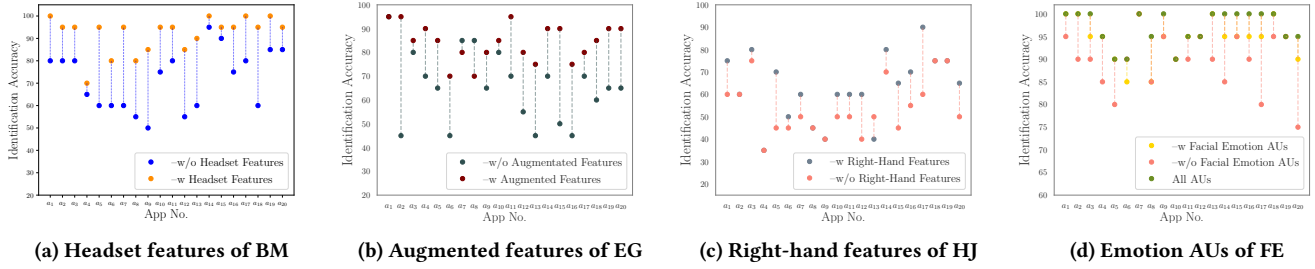 Identification Accuracy
100
90
80
70
60
50
40
30
20
–w/o Headset Features
–w Headset Features
a1 a2 a3 a4 a5 a6 a7 a8 a9 a10 a11 a12 a13 a14 a15 a16 a17 a18 a19 a20
App No.
(a) Headset features of BM
Identification Accuracy
100
90
80
70
60
50
40
30
20
–w/o Augmentated Features
–w Augmented Features
a1 a2 a3 a4 a5 a6 a7 a8 a9 a10 a11 a12 a13 a14 a15 a16 a17 a18 a19 a20
App No.
(b) Augmented features of EG
Identification Accuracy
100
90
80
70
60
50
40
30
20
–w Right-Hand Features
–w/o Right-Hand Features
a1 a2 a3 a4 a5 a6 a7 a8 a9 a10 a11 a12 a13 a14 a15 a16 a17 a18 a19 a20
App No.
(c) Right-hand features of HJ
Identification Accuracy
100
95
90
85
80
75
70
65
60
–w Facial Emotion AUs
–w/o Facial Emotion AUs
All AUs
a1 a2 a3 a4 a5 a6 a7 a8 a9 a10 a11 a12 a13 a14 a15 a16 a17 a18 a19 a20
App No.
(d) Emotion AUs of FE